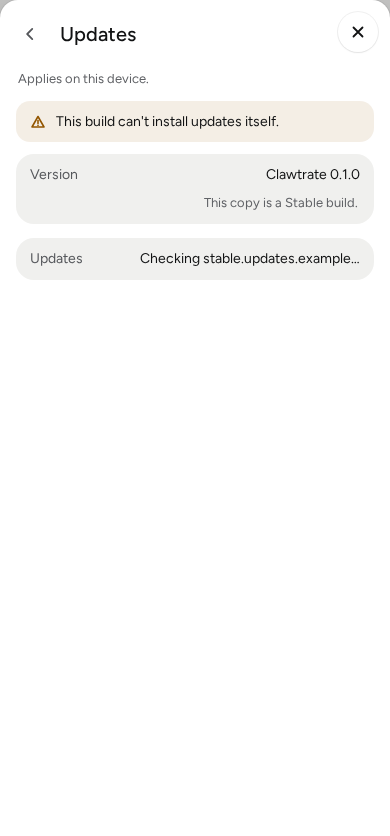 Updates
Applies on this device.
This build can't install updates itself.
Version
Clawtrate 0.1.0
This copy is a Stable build.
Updates
Checking stable.updates.example…